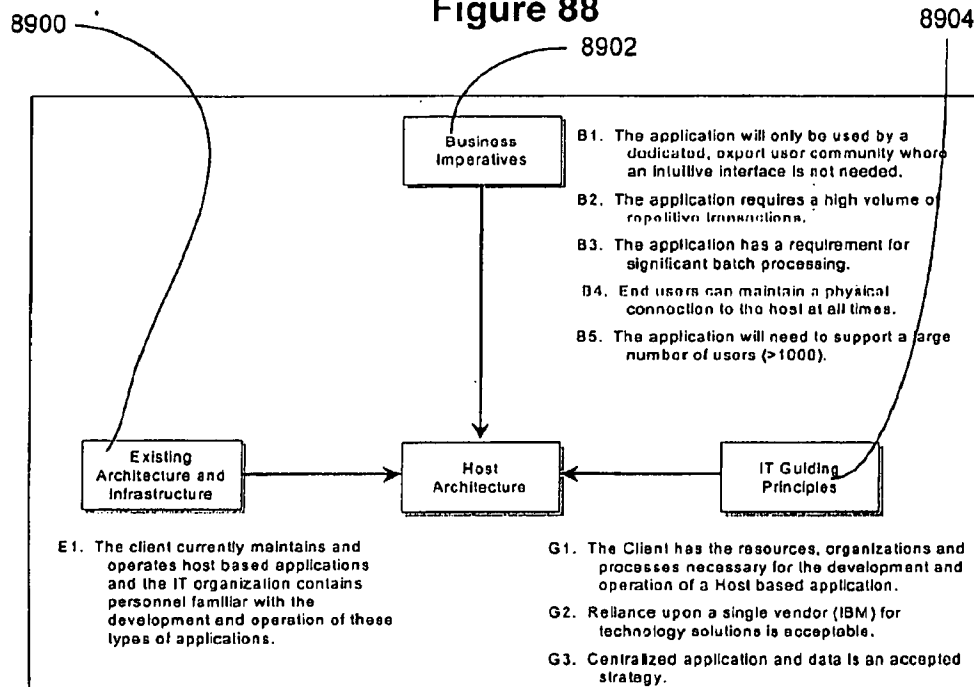 Figure 88
8900
8902
8904
Business
Imperatives
B1. The application will only be used by a
dedicated, expert user community where
an intuitive interface is not needed.
B2. The application requires a high volume of
repetitive transactions.
B3. The application has a requirement for
significant batch processing.
B4. End users can maintain a physical
connection to the host at all times.
B5. The application will need to support a large
number of users (>1000).
Existing
Architecture and
Infrastructure
Host
Architecture
IT Guiding
Principles
E1. The client currently maintains and
operates host based applications
and the IT organization contains
personnel familiar with the
development and operation of these
types of applications.
G1. The Client has the resources, organizations and
processes necessary for the development and
operation of a Host based application.
G2. Reliance upon a single vendor (IBM) for
technology solutions is acceptable.
G3. Centralized application and data is an accepted
strategy.